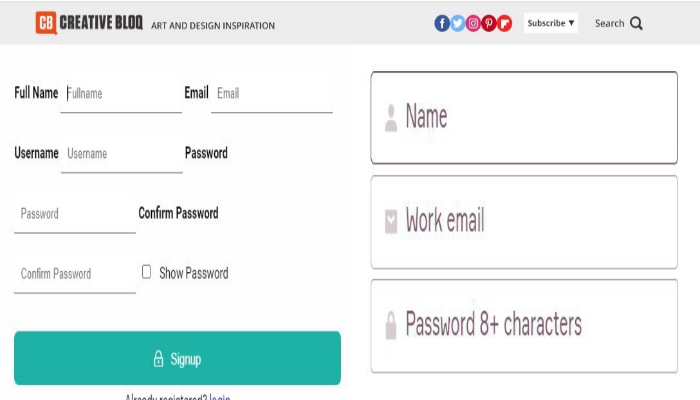 CB CREATIVE BLOQ ART AND DESIGN INSPIRATION
Subscribe ▼ Search
Full Name Fullname Email Email
Username Username Password
Password Confirm Password
Confirm Password Show Password
Signup
Already registered? login
Name
Work email
Password 8+ characters